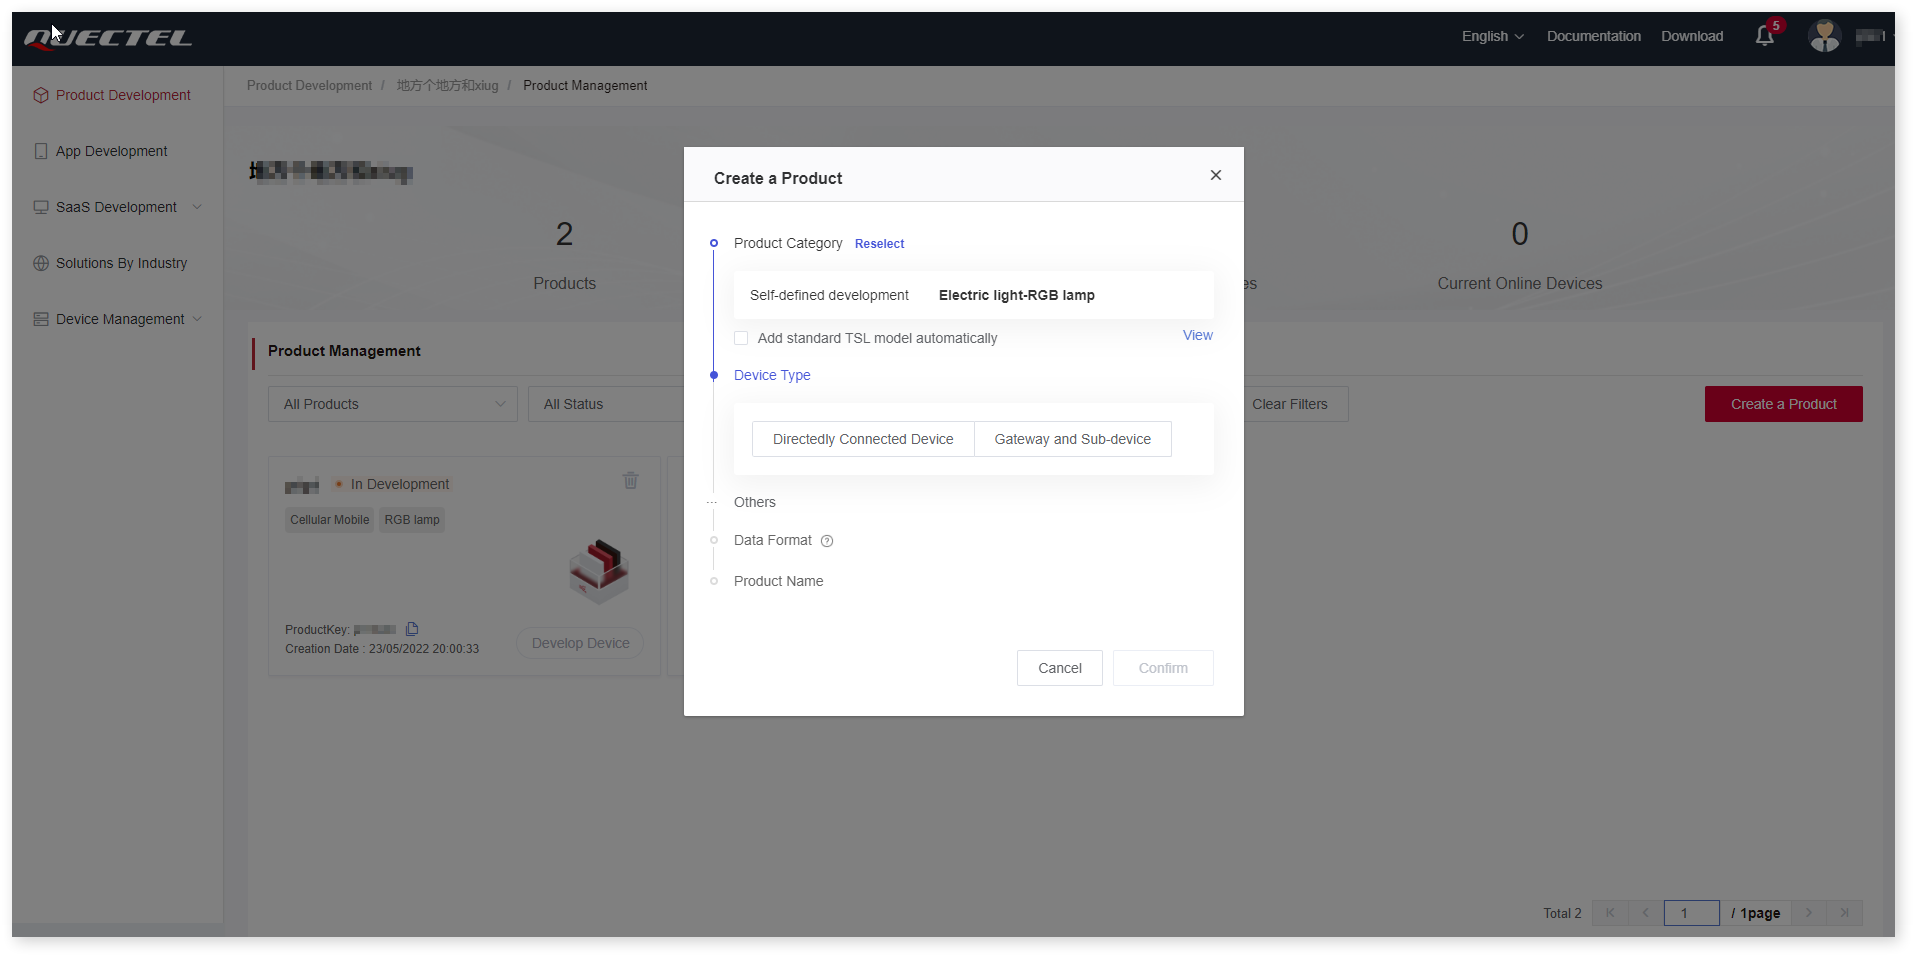 QUECTEL
English
Documentation
Download
5
Product Development
App Development
SaaS Development
Solutions By Industry
Device Management
Product Development / 地方个地方和xiug / Product Management
2
Products
es
0
Current Online Devices
Product Management
All Products
All Status
Clear Filters
Create a Product
In Development
Cellular Mobile
RGB lamp
ProductKey:
Creation Date : 23/05/2022 20:00:33
Develop Device
Create a Product
Product Category Reselect
Self-defined development Electric light-RGB lamp
Add standard TSL model automatically View
Device Type
Directedly Connected Device
Gateway and Sub-device
Others
Data Format ?
Product Name
Cancel
Confirm
Total 2
1
/ 1page